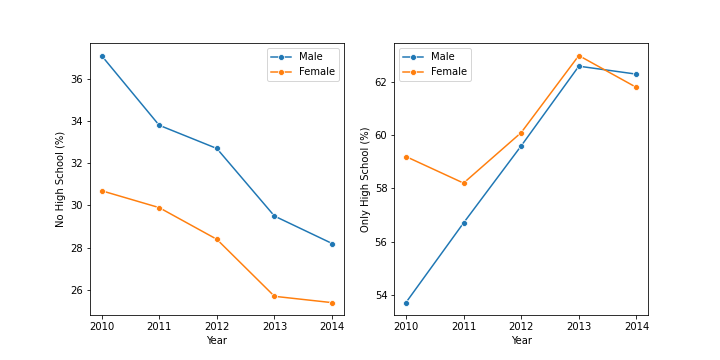 No High School (%)
36
34
32
30
28
26
2010 2011 2012 2013 2014
Year
Male
Female
Only High School (%)
62
60
58
56
54
2010 2011 2012 2013 2014
Year
Male
Female